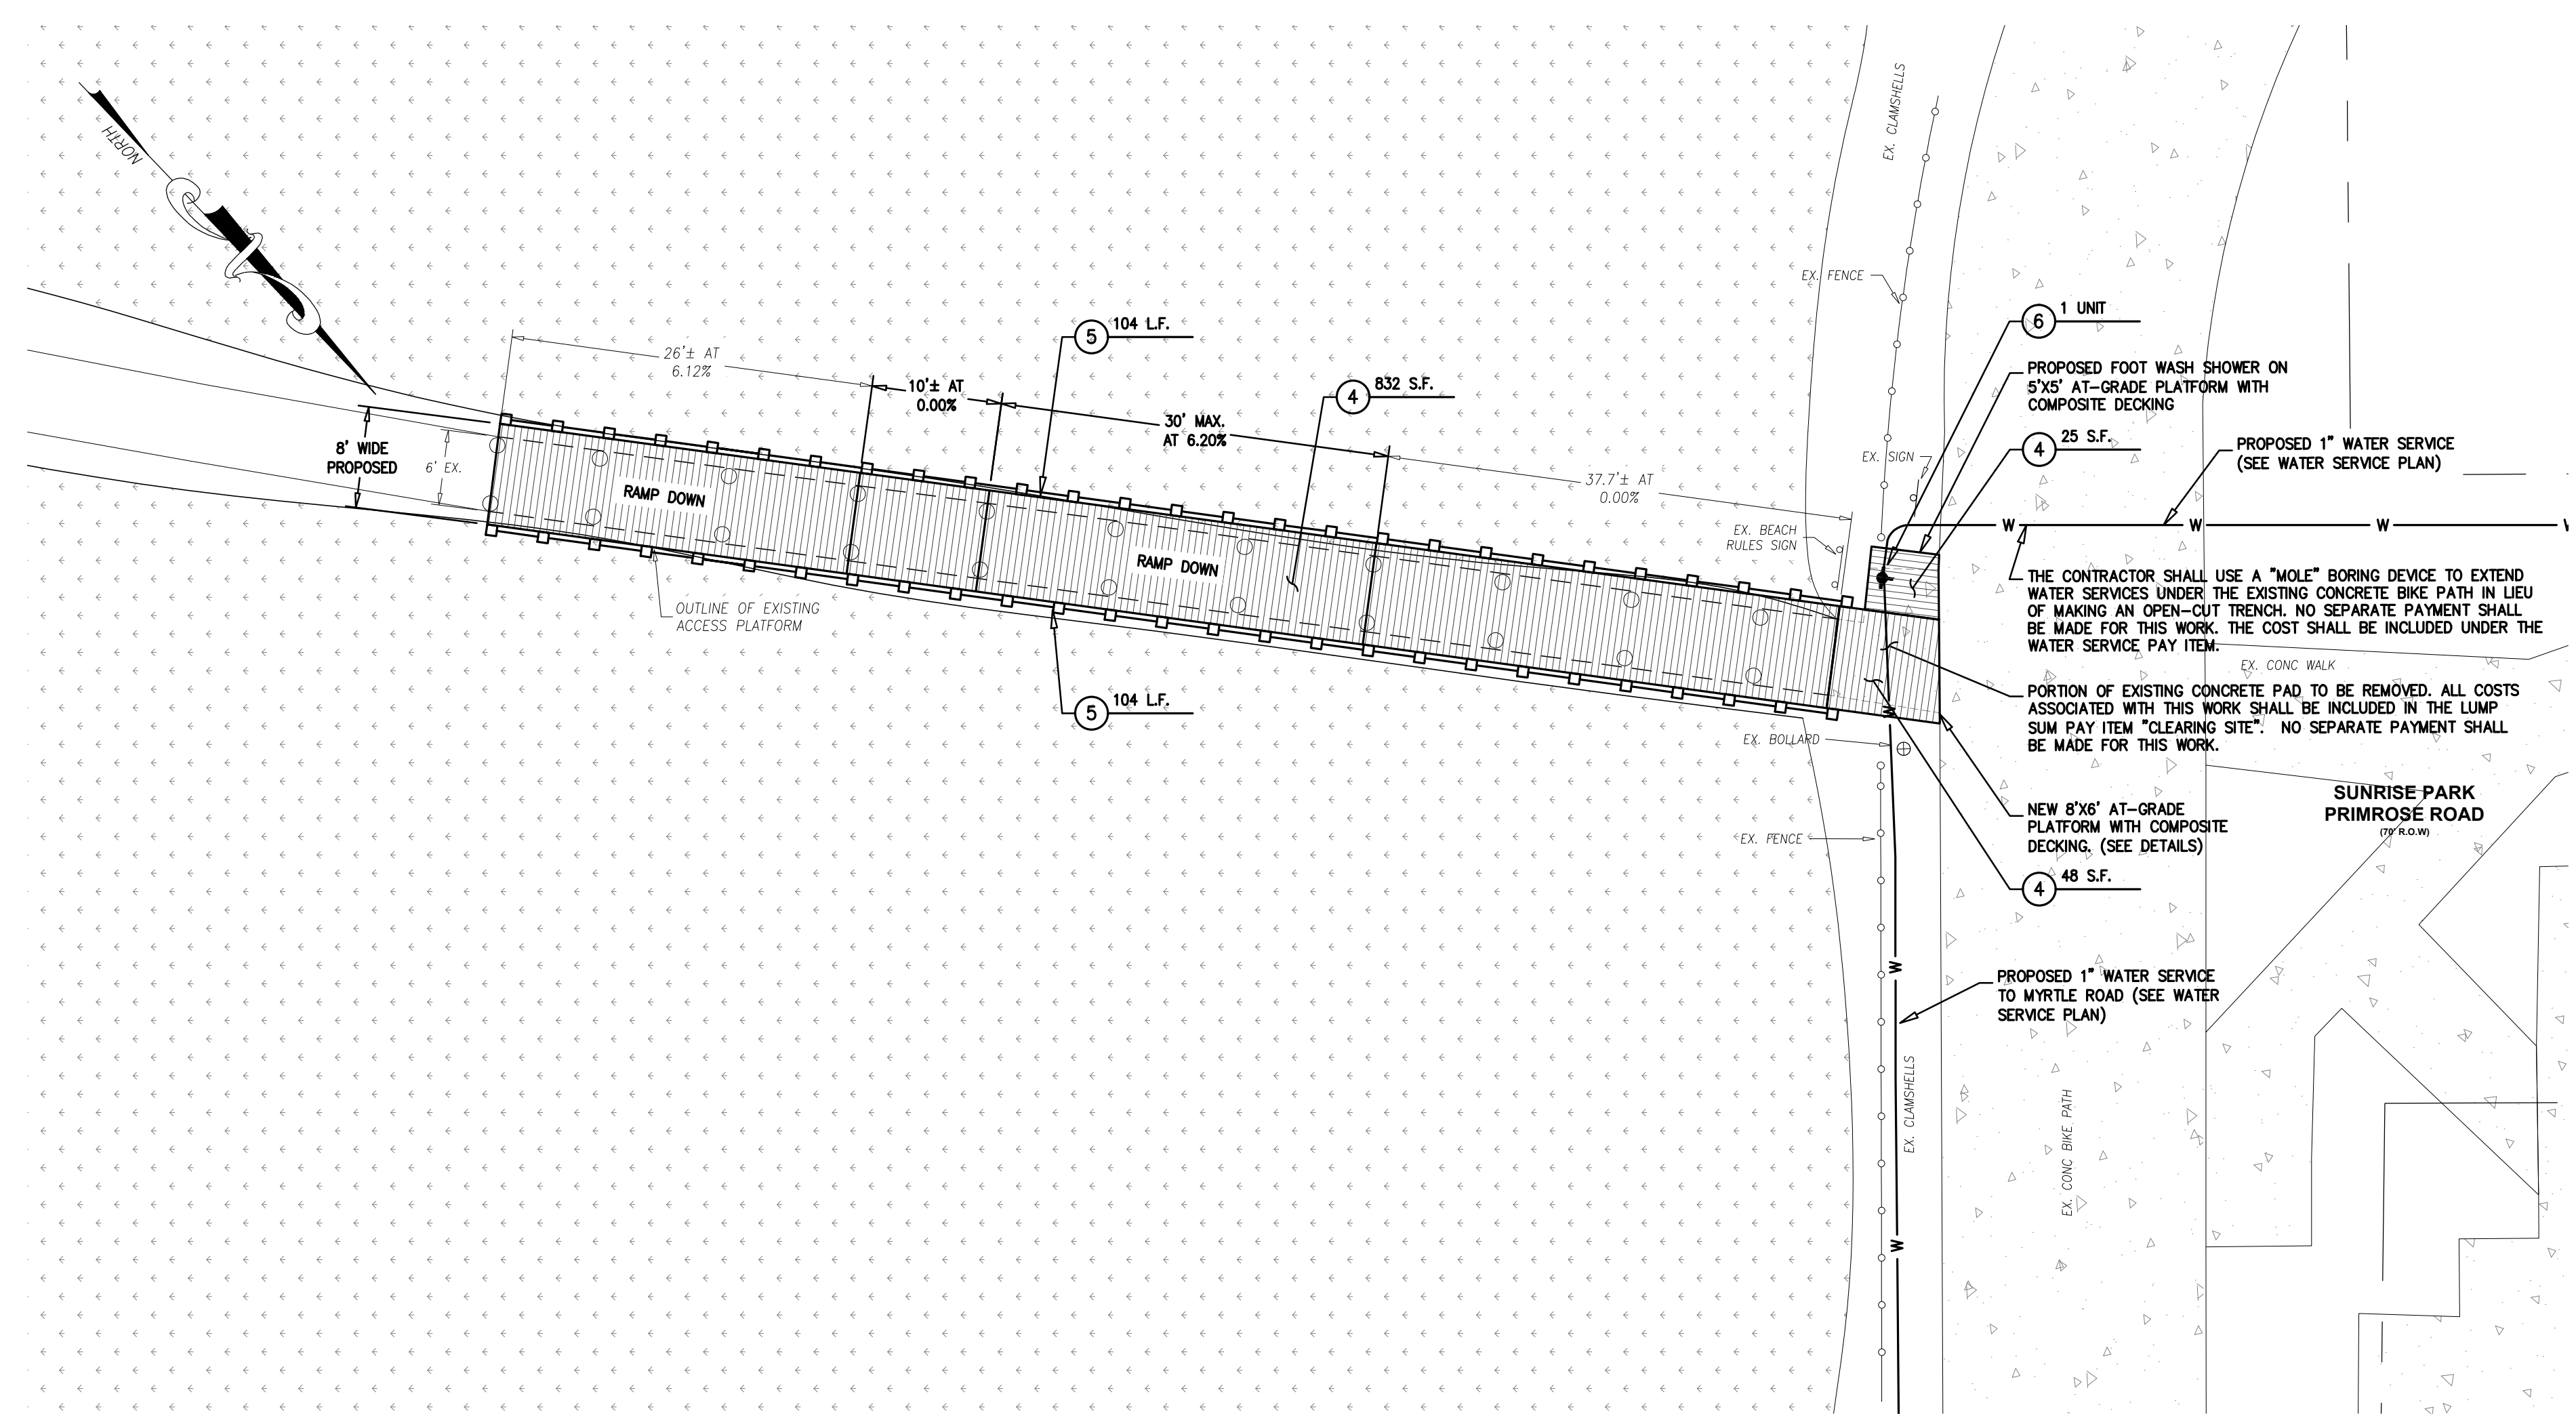 NORTH
EX. CLAMSHELLS
EX. FENCE
26'± AT
6.12%
10'± AT
0.00%
5 104 L.F.
30' MAX.
AT 6.20%
4 832 S.F.
37.7'± AT
0.00%
8' WIDE
PROPOSED
6' EX.
RAMP DOWN
RAMP DOWN
OUTLINE OF EXISTING
ACCESS PLATFORM
5 104 L.F.
EX. SIGN
EX. BEACH
RULES SIGN
EX. BOLLARD
EX. FENCE
6 1 UNIT
PROPOSED FOOT WASH SHOWER ON
5'X5' AT-GRADE PLATFORM WITH
COMPOSITE DECKING
4 25 S.F.
PROPOSED 1" WATER SERVICE
(SEE WATER SERVICE PLAN)
W W W W
THE CONTRACTOR SHALL USE A "MOLE" BORING DEVICE TO EXTEND
WATER SERVICES UNDER THE EXISTING CONCRETE BIKE PATH IN LIEU
OF MAKING AN OPEN-CUT TRENCH. NO SEPARATE PAYMENT SHALL
BE MADE FOR THIS WORK. THE COST SHALL BE INCLUDED UNDER THE
WATER SERVICE PAY ITEM.
EX. CONC WALK
PORTION OF EXISTING CONCRETE PAD TO BE REMOVED. ALL COSTS
ASSOCIATED WITH THIS WORK SHALL BE INCLUDED IN THE LUMP
SUM PAY ITEM "CLEARING SITE". NO SEPARATE PAYMENT SHALL
BE MADE FOR THIS WORK.
SUNRISE PARK
PRIMROSE ROAD
(70' R.O.W)
NEW 8'X6' AT-GRADE
PLATFORM WITH COMPOSITE
DECKING. (SEE DETAILS)
4 48 S.F.
W
W
W
PROPOSED 1" WATER SERVICE
TO MYRTLE ROAD (SEE WATER
SERVICE PLAN)
EX. CLAMSHELLS
EX. CONC BIKE PATH